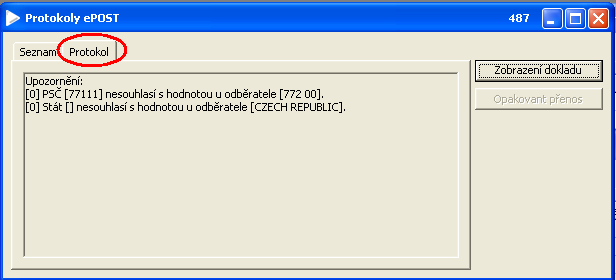 Protokoly ePOST 487
Seznam Protokol
Upozornění:
[0] PSČ [77111] nesouhlasí s hodnotou u odběratele [772 00].
[0] Stát [] nesouhlasí s hodnotou u odběratele [CZECH REPUBLIC].
Zobrazení dokladu
Opakovant přenos